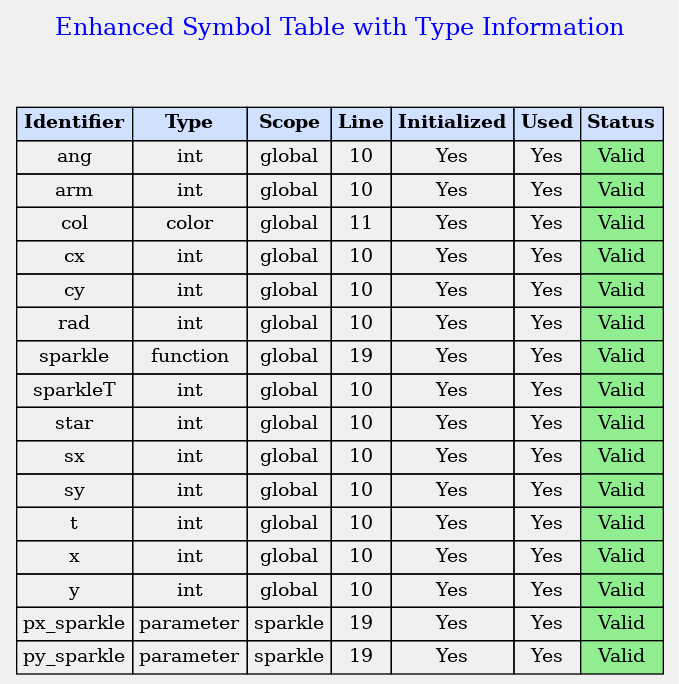 Enhanced Symbol Table with Type Information
Identifier Type Scope Line Initialized Used Status
ang int global 10 Yes Yes Valid
arm int global 10 Yes Yes Valid
col color global 11 Yes Yes Valid
cx int global 10 Yes Yes Valid
cy int global 10 Yes Yes Valid
rad int global 10 Yes Yes Valid
sparkle function global 19 Yes Yes Valid
sparkleT int global 10 Yes Yes Valid
star int global 10 Yes Yes Valid
sx int global 10 Yes Yes Valid
sy int global 10 Yes Yes Valid
t int global 10 Yes Yes Valid
x int global 10 Yes Yes Valid
y int global 10 Yes Yes Valid
px_sparkle parameter sparkle 19 Yes Yes Valid
py_sparkle parameter sparkle 19 Yes Yes Valid